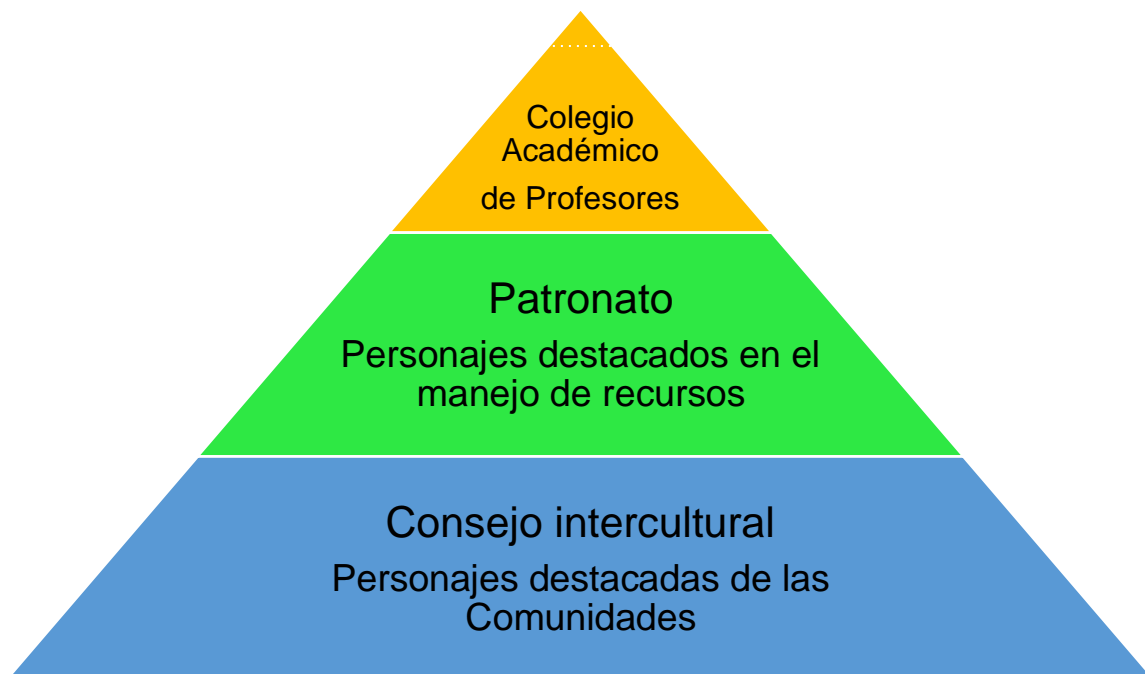 Colegio
Académico
de Profesores
Patronato
Personajes destacados en el
manejo de recursos
Consejo intercultural
Personajes destacadas de las
Comunidades